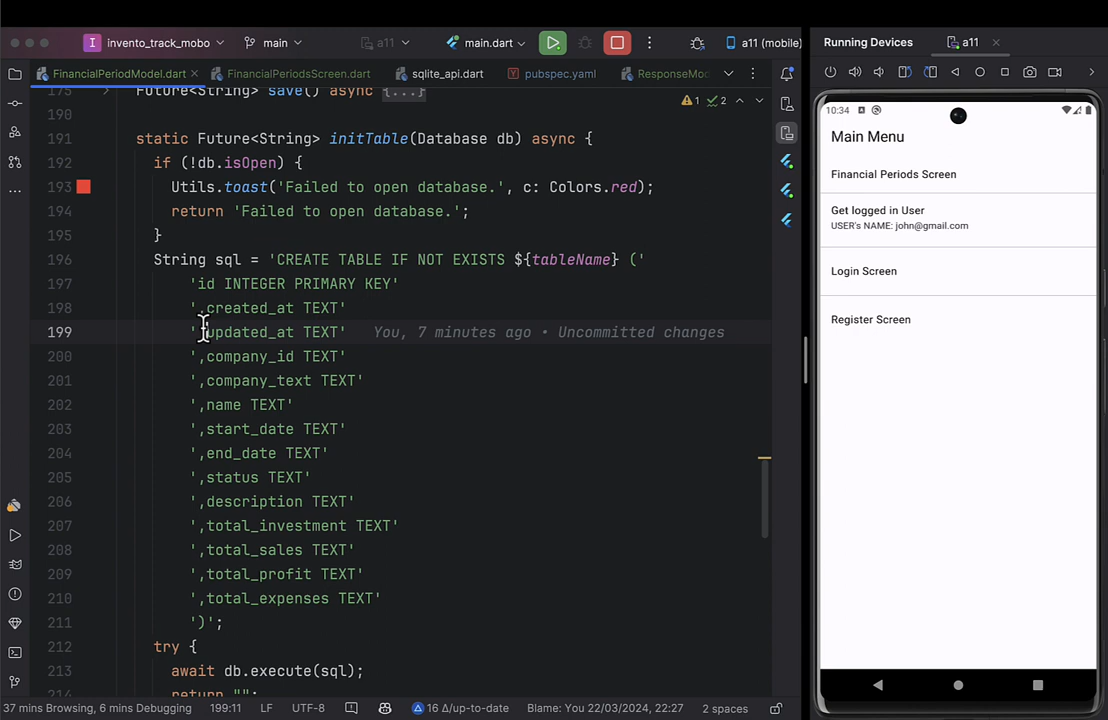 I invento_track_mobo main a11 main.dart a11 (mobile)
Running Devices a11
FinancialPeriodModel.dart FinancialPeriodsScreen.dart sqlite_api.dart pubspec.yaml ResponseMod
175 Future<String> save() async {...}
1 2
190
191 static Future<String> initTable(Database db) async {
192 if (!db.isOpen) {
193 Utils.toast('Failed to open database.', c: Colors.red);
194 return 'Failed to open database.';
195 }
196 String sql = 'CREATE TABLE IF NOT EXISTS ${tableName} ('
197 'id INTEGER PRIMARY KEY'
198 ',created_at TEXT'
199 ',updated_at TEXT' You, 7 minutes ago • Uncommitted changes
200 ',company_id TEXT'
201 ',company_text TEXT'
202 ',name TEXT'
203 ',start_date TEXT'
204 ',end_date TEXT'
205 ',status TEXT'
206 ',description TEXT'
207 ',total_investment TEXT'
208 ',total_sales TEXT'
209 ',total_profit TEXT'
210 ',total_expenses TEXT'
211 ')';
212 try {
213 await db.execute(sql);
214 return "";
37 mins Browsing, 6 mins Debugging 199:11 LF UTF-8 16 Δ/up-to-date Blame: You 22/03/2024, 22:27 2 spaces
10:34
Main Menu
Financial Periods Screen
Get logged in User
USER's NAME: john@gmail.com
Login Screen
Register Screen